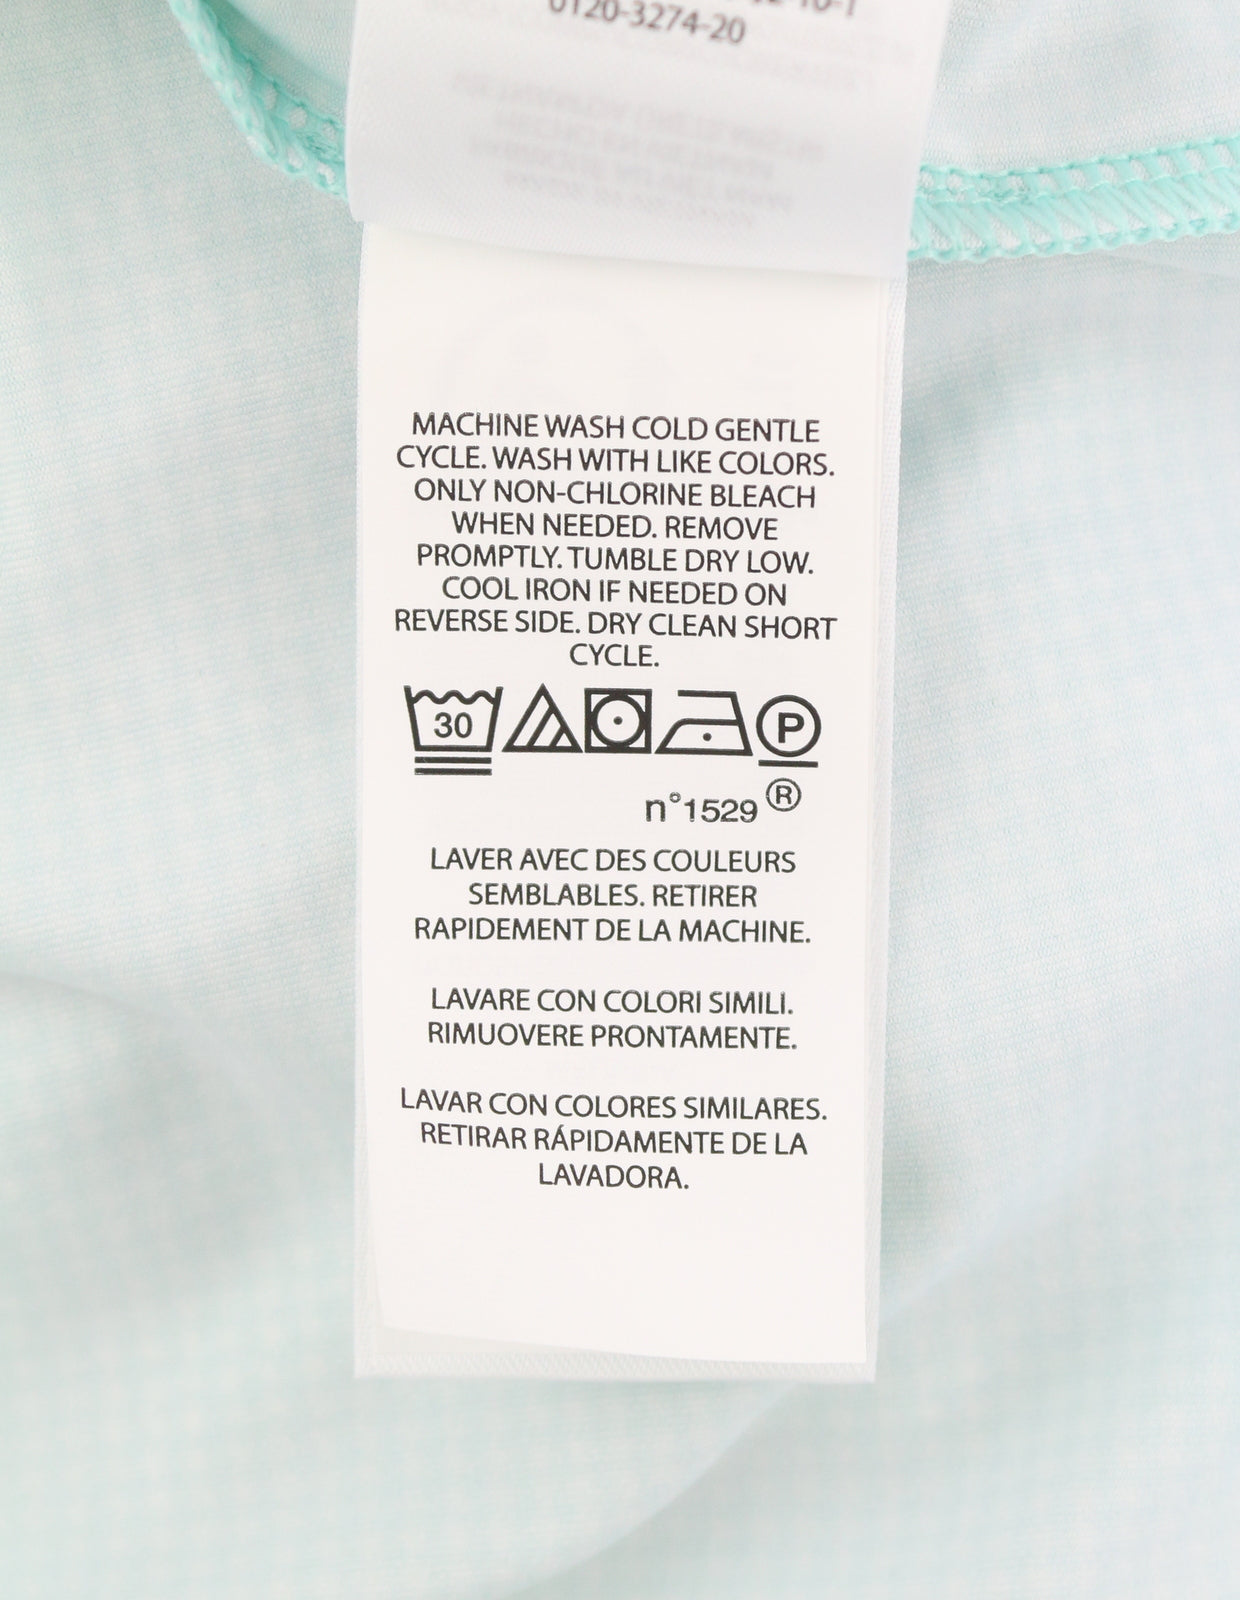 0120-3274-20
MACHINE WASH COLD GENTLE
CYCLE. WASH WITH LIKE COLORS.
ONLY NON-CHLORINE BLEACH
WHEN NEEDED. REMOVE
PROMPTLY. TUMBLE DRY LOW.
COOL IRON IF NEEDED ON
REVERSE SIDE. DRY CLEAN SHORT
CYCLE.
30 P
n°1529 ®
LAVER AVEC DES COULEURS
SEMBLABLES. RETIRER
RAPIDEMENT DE LA MACHINE.
LAVARE CON COLORI SIMILI.
RIMUOVERE PRONTAMENTE.
LAVAR CON COLORES SIMILARES.
RETIRAR RÁPIDAMENTE DE LA
LAVADORA.